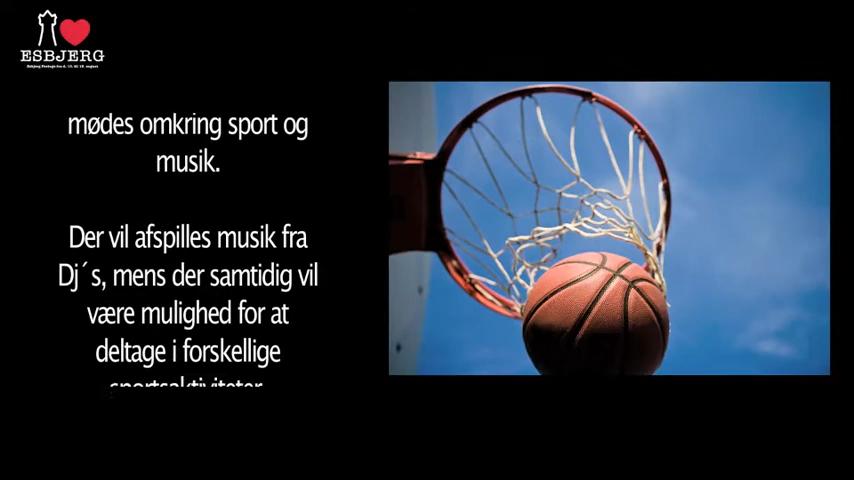 ESBJERG
mødes omkring sport og
musik.
Der vil afspilles musik fra
Dj´s, mens der samtidig vil
være mulighed for at
deltage i forskellige
sportsaktiviteter